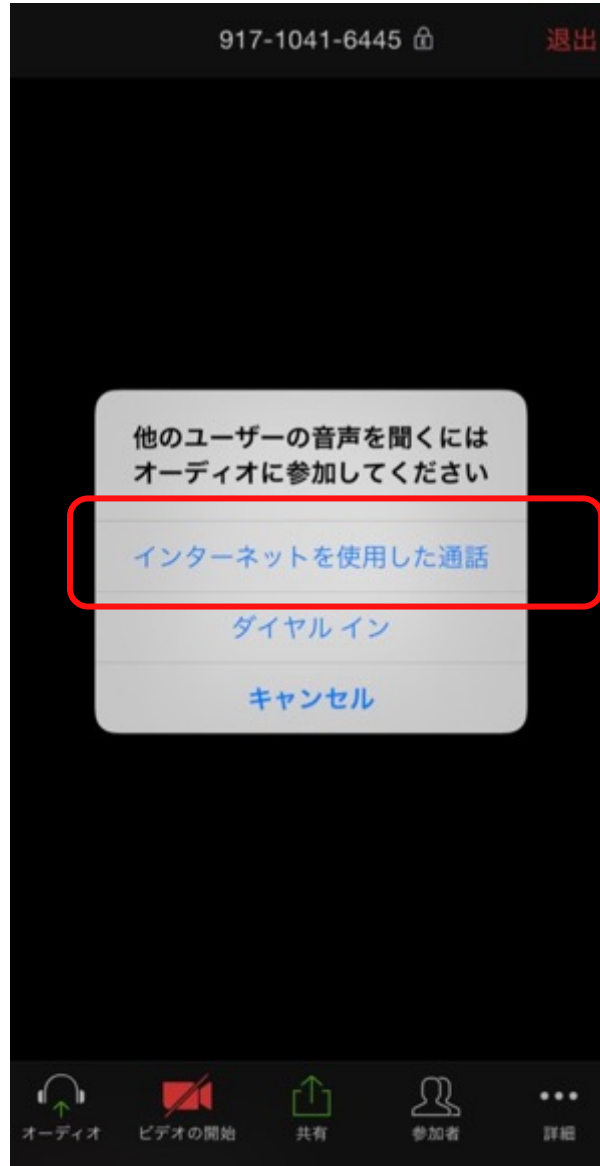 917-1041-6445
退出
他のユーザーの音声を聞くには
オーディオに参加してください
インターネットを使用した通話
ダイヤル イン
キャンセル
オーディオ
ビデオの開始
共有
参加者
詳細